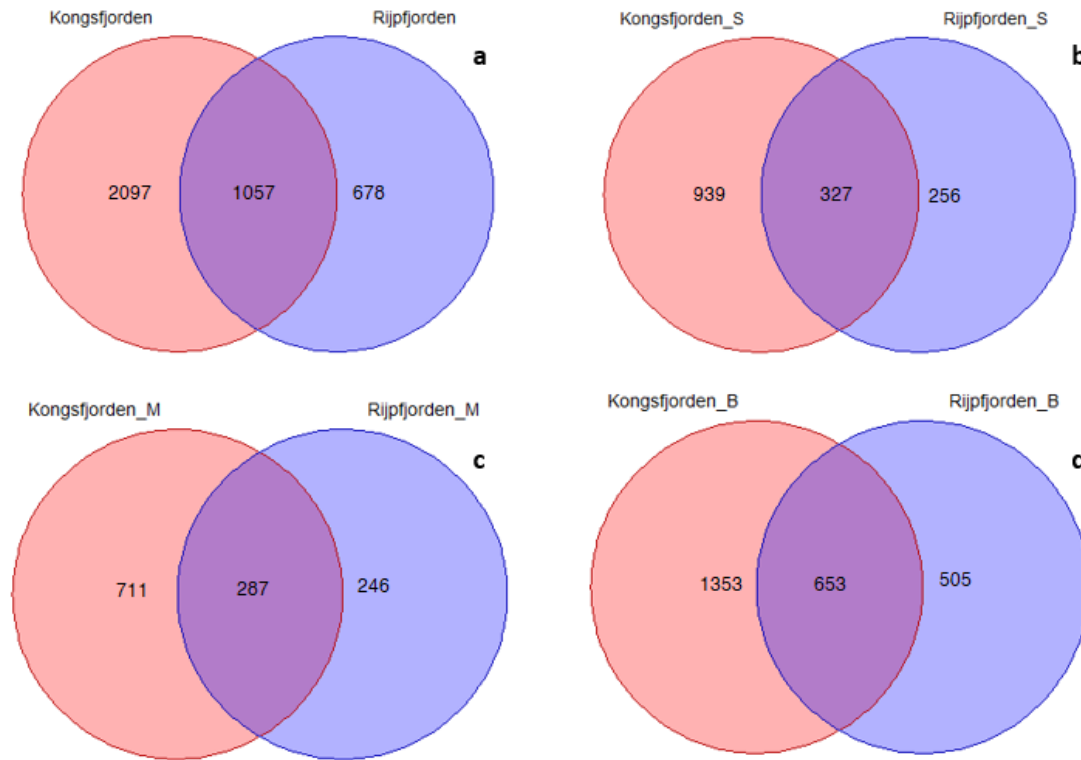 Kongsfjorden Rijpfjorden
a
2097 1057 678
Kongsfjorden_S Rijpfjorden_S
b
939 327 256
Kongsfjorden_M Rijpfjorden_M
c
711 287 246
Kongsfjorden_B Rijpfjorden_B
d
1353 653 505